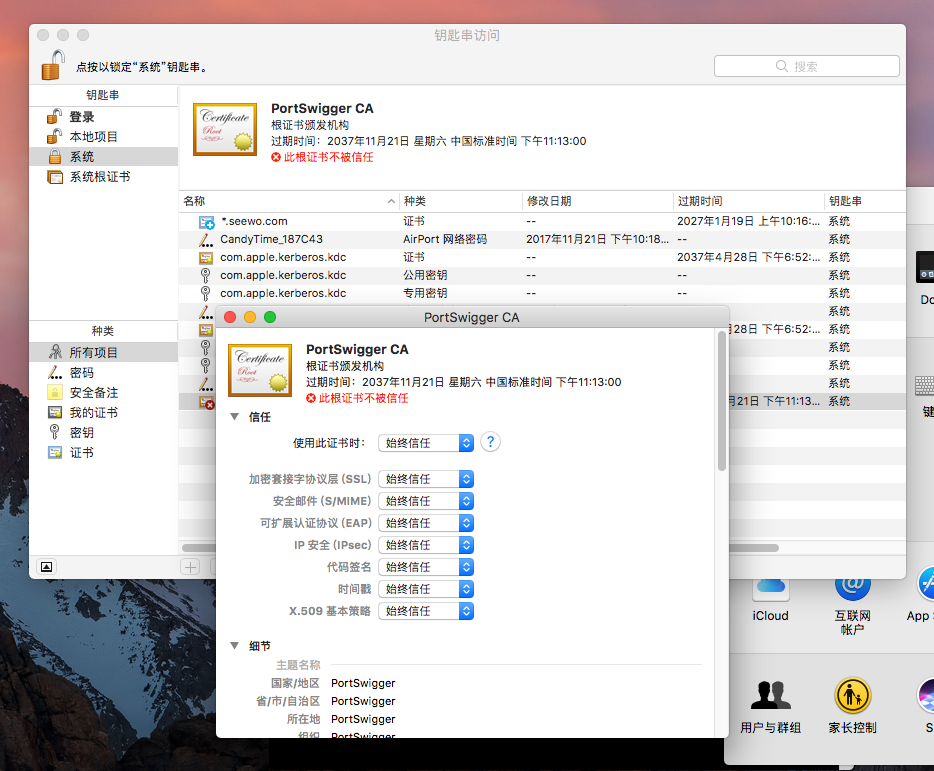 钥匙串访问
点按以锁定“系统”钥匙串。
搜索
钥匙串
登录
本地项目
系统
系统根证书
Certificate
Root
PortSwigger CA
根证书颁发机构
过期时间：2037年11月21日 星期六 中国标准时间 下午11:13:00
此根证书不被信任
名称 种类 修改日期 过期时间 钥匙串
*.seewo.com 证书 -- 2027年1月19日 上午10:16:... 系统
CandyTime_187C43 AirPort 网络密码 2017年11月21日 下午10:18... -- 系统
com.apple.kerberos.kdc 证书 -- 2037年4月28日 下午6:52:... 系统
com.apple.kerberos.kdc 公用密钥 -- -- 系统
com.apple.kerberos.kdc 专用密钥 -- -- 系统
系统
月28日 下午6:52:... 系统
系统
系统
系统
月21日 下午11:13... 系统
种类
所有项目
密码
安全备注
我的证书
密钥
证书
PortSwigger CA
Certificate
Root
PortSwigger CA
根证书颁发机构
过期时间：2037年11月21日 星期六 中国标准时间 下午11:13:00
此根证书不被信任
信任
使用此证书时： 始终信任 ?
加密套接字协议层 (SSL) 始终信任
安全邮件 (S/MIME) 始终信任
可扩展认证协议 (EAP) 始终信任
IP 安全 (IPsec) 始终信任
代码签名 始终信任
时间戳 始终信任
X.509 基本策略 始终信任
细节
主题名称
国家/地区 PortSwigger
省/市/自治区 PortSwigger
所在地 PortSwigger
组织 PortSwigger
Do
键
iCloud
互联网
帐户
App
用户与群组
家长控制
S